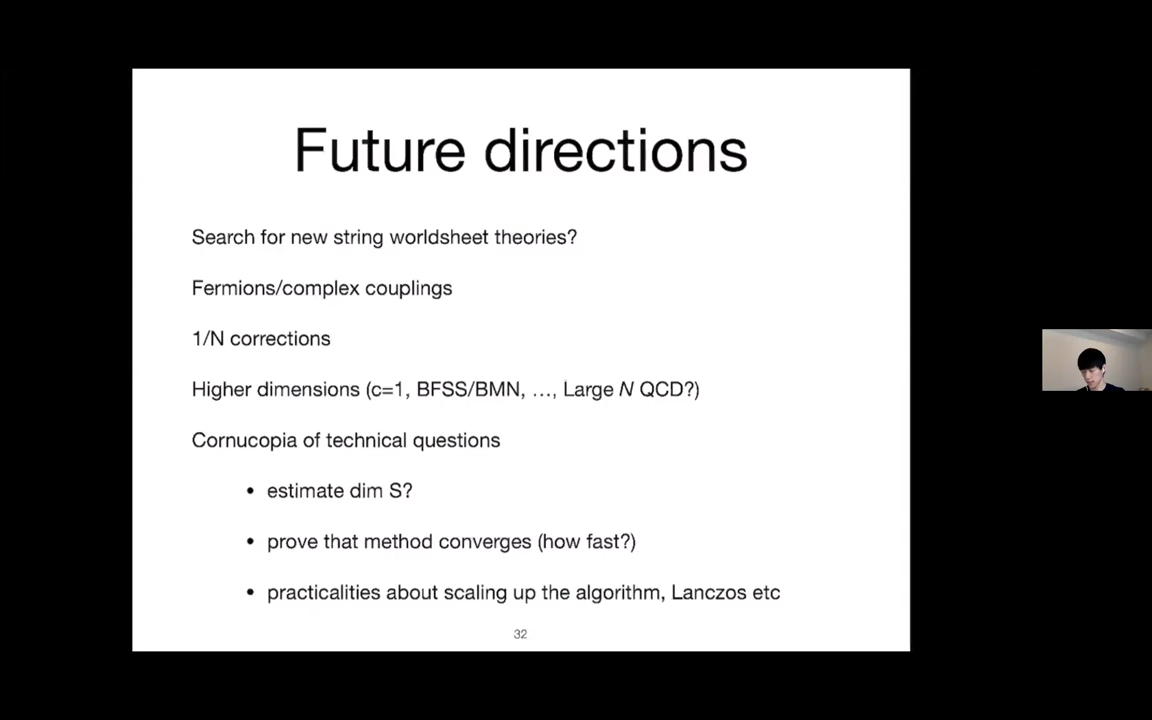 Future directions
Search for new string worldsheet theories?
Fermions/complex couplings
1/N corrections
Higher dimensions (c=1, BFSS/BMN, …, Large N QCD?)
Cornucopia of technical questions
• estimate dim S?
• prove that method converges (how fast?)
• practicalities about scaling up the algorithm, Lanczos etc
32